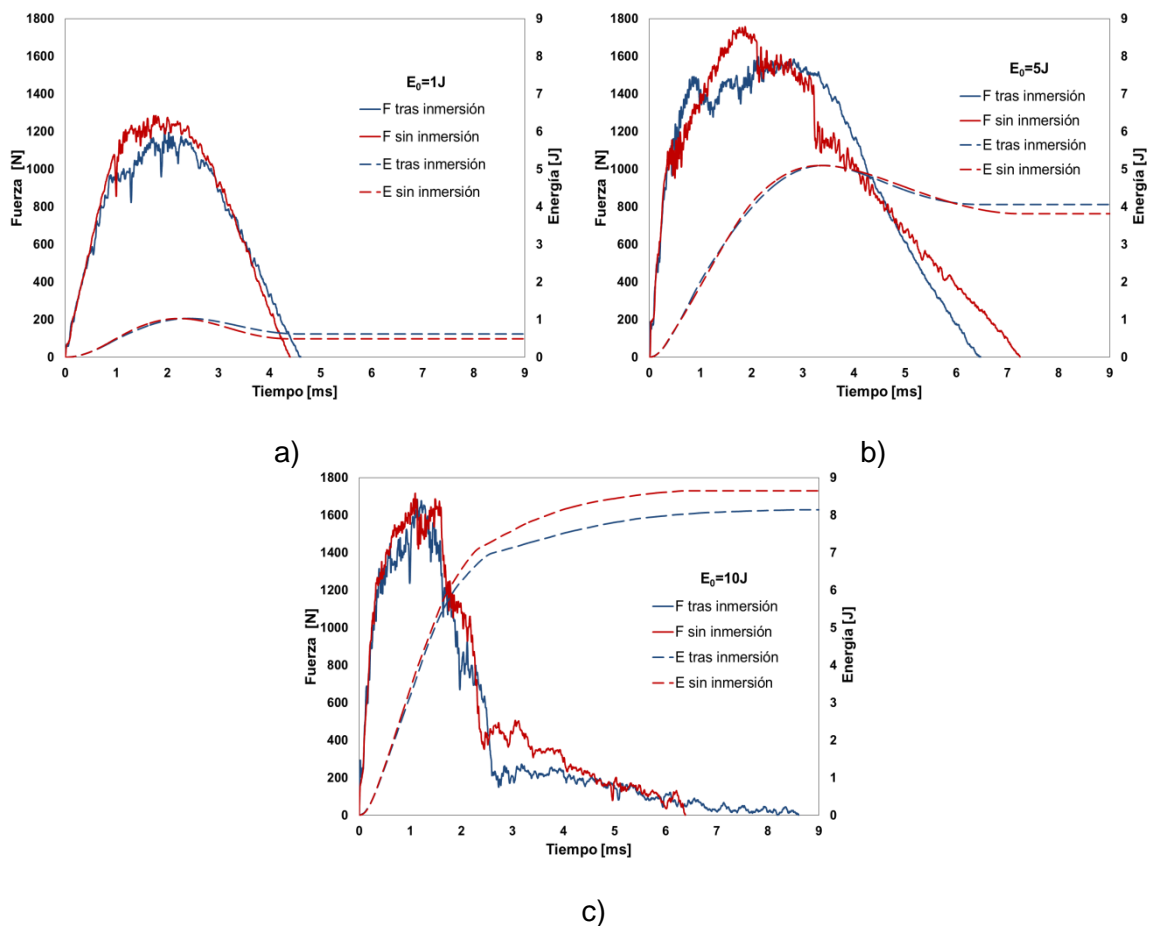 1800
1600
1400
1200
1000
800
600
400
200
0
Fuerza [N]
9
8
7
6
5
4
3
2
1
0
Energía [J]
E0=1J
F tras inmersión
F sin inmersión
E tras inmersión
E sin inmersión
0 1 2 3 4 5 6 7 8 9
Tiempo [ms]
a)
1800
1600
1400
1200
1000
800
600
400
200
0
Fuerza [N]
9
8
7
6
5
4
3
2
1
0
Energía [J]
E0=5J
F tras inmersión
F sin inmersión
E tras inmersión
E sin inmersión
0 1 2 3 4 5 6 7 8 9
Tiempo [ms]
b)
1800
1600
1400
1200
1000
800
600
400
200
0
Fuerza [N]
9
8
7
6
5
4
3
2
1
0
Energía [J]
E0=10J
F tras inmersión
F sin inmersión
E tras inmersión
E sin inmersión
0 1 2 3 4 5 6 7 8 9
Tiempo [ms]
c)